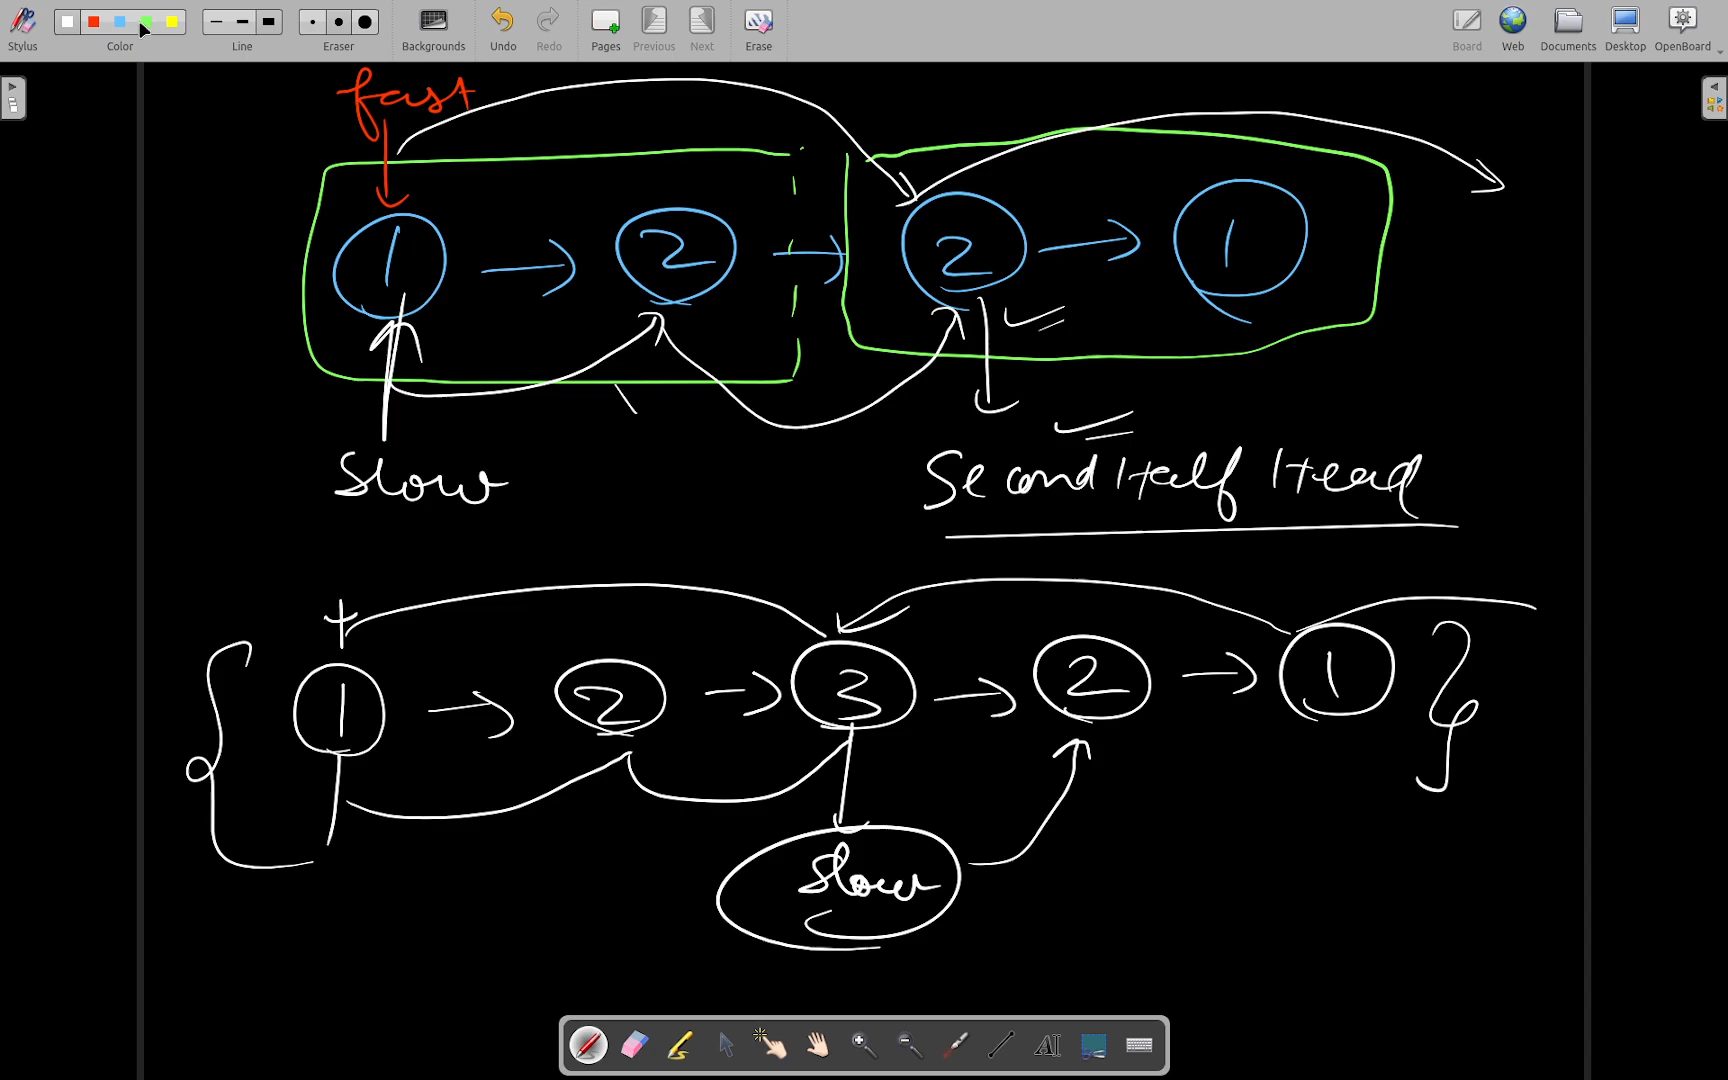 Stylus Color Line Eraser Backgrounds Undo Redo Pages Previous Next Erase Board Web Documents Desktop OpenBoard
fast
1 → 2 → 2 → 1
Slow
Second Half Head
1 → 2 → 3 → 2 → 1
Slow
AI